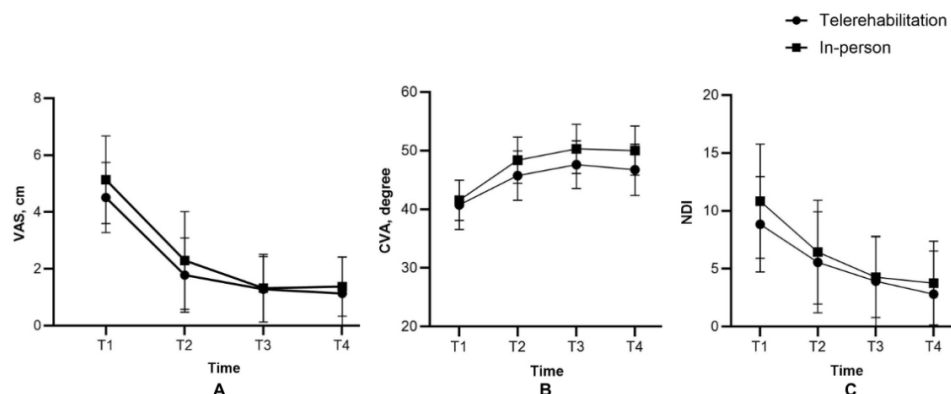 Telerehabilitation
In-person
VAS, cm
8
6
4
2
0
T1 T2 T3 T4
Time
A
CVA, degree
60
50
40
30
20
T1 T2 T3 T4
Time
B
NDI
20
15
10
5
0
T1 T2 T3 T4
Time
C